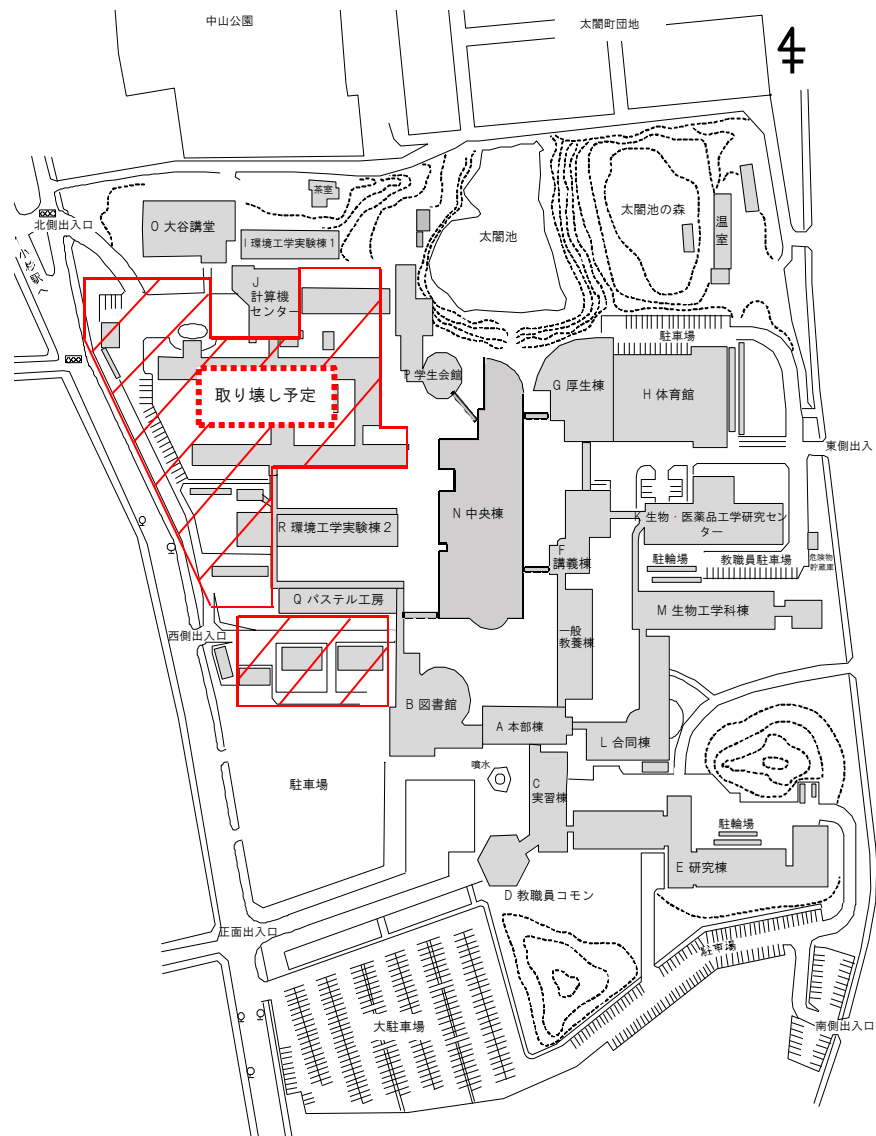 中山公園
太閤町団地
茶室
北側出入口
O 大谷講堂
I 環境工学実験棟1
太閤池
太閤池の森
温室
小杉駅へ
J
計算機
センター
駐車場
取り壊し予定
P 学生会館
G 厚生棟
H 体育館
東側出入
N 中央棟
R 環境工学実験棟2
K 生物・医薬品工学研究セン
ター
F
講義棟
駐輪場
教職員駐車場
危険物
貯蔵庫
Q パステル工房
M 生物工学科棟
西側出入口
一般
教養棟
B 図書館
A 本部棟
L 合同棟
噴水
駐車場
C
実習棟
駐輪場
E 研究棟
D 教職員コモン
正面出入口
駐車場
大駐車場
南側出入口